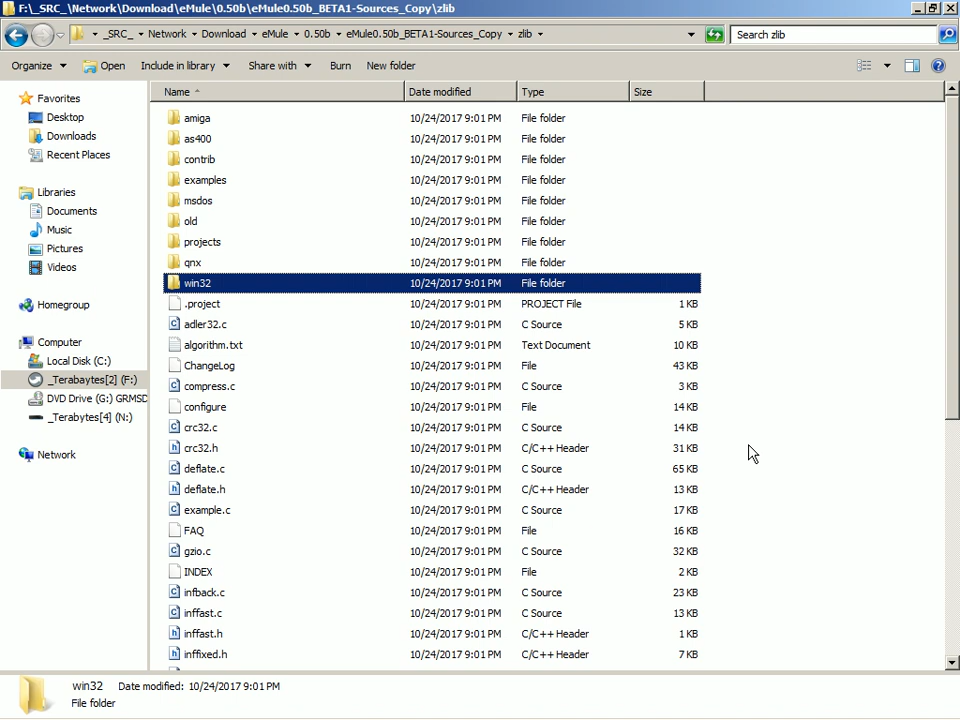 F:\_SRC_\Network\Download\eMule\0.50b\eMule0.50b_BETA1-Sources_Copy\zlib
_SRC_ Network Download eMule 0.50b eMule0.50b_BETA1-Sources_Copy zlib Search zlib
Organize Open Include in library Share with Burn New folder
Name Date modified Type Size
Favorites
Desktop
Downloads
Recent Places
Libraries
Documents
Music
Pictures
Videos
Homegroup
Computer
Local Disk (C:)
_Terabaytes[2] (F:)
DVD Drive (G:) GRMSD
_Terabytes[4] (N:)
Network
amiga 10/24/2017 9:01 PM File folder
as400 10/24/2017 9:01 PM File folder
contrib 10/24/2017 9:01 PM File folder
examples 10/24/2017 9:01 PM File folder
msdos 10/24/2017 9:01 PM File folder
old 10/24/2017 9:01 PM File folder
projects 10/24/2017 9:01 PM File folder
qnx 10/24/2017 9:01 PM File folder
win32 10/24/2017 9:01 PM File folder
.project 10/24/2017 9:01 PM PROJECT File 1 KB
adler32.c 10/24/2017 9:01 PM C Source 5 KB
algorithm.txt 10/24/2017 9:01 PM Text Document 10 KB
ChangeLog 10/24/2017 9:01 PM File 43 KB
compress.c 10/24/2017 9:01 PM C Source 3 KB
configure 10/24/2017 9:01 PM File 14 KB
crc32.c 10/24/2017 9:01 PM C Source 14 KB
crc32.h 10/24/2017 9:01 PM C/C++ Header 31 KB
deflate.c 10/24/2017 9:01 PM C Source 65 KB
deflate.h 10/24/2017 9:01 PM C/C++ Header 13 KB
example.c 10/24/2017 9:01 PM C Source 17 KB
FAQ 10/24/2017 9:01 PM File 16 KB
gzio.c 10/24/2017 9:01 PM C Source 32 KB
INDEX 10/24/2017 9:01 PM File 2 KB
infback.c 10/24/2017 9:01 PM C Source 23 KB
inffast.c 10/24/2017 9:01 PM C Source 13 KB
inffast.h 10/24/2017 9:01 PM C/C++ Header 1 KB
inffixed.h 10/24/2017 9:01 PM C/C++ Header 7 KB
win32 Date modified: 10/24/2017 9:01 PM
File folder